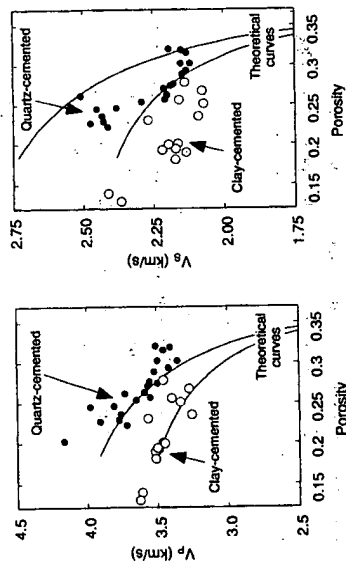 4.5
4.0
3.5
3.0
2.5
V_P (km/s)
Quartz-cemented
Clay-cemented
Theoretical
curves
0.15
0.2
0.25
0.3
0.35
Porosity
2.75
2.50
2.25
2.00
1.75
V_S (km/s)
Quartz-cemented
Clay-cemented
Theoretical
curves
0.15
0.2
0.25
0.3
0.35
Porosity